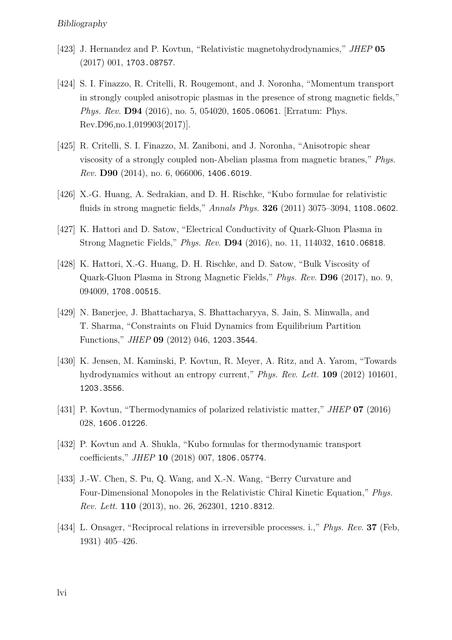 Bibliography
[423] J. Hernandez and P. Kovtun, “Relativistic magnetohydrodynamics,” JHEP 05
(2017) 001, 1703.08757.
[424] S. I. Finazzo, R. Critelli, R. Rougemont, and J. Noronha, “Momentum transport
in strongly coupled anisotropic plasmas in the presence of strong magnetic fields,”
Phys. Rev. D94 (2016), no. 5, 054020, 1605.06061. [Erratum: Phys.
Rev.D96,no.1,019903(2017)].
[425] R. Critelli, S. I. Finazzo, M. Zaniboni, and J. Noronha, “Anisotropic shear
viscosity of a strongly coupled non-Abelian plasma from magnetic branes,” Phys.
Rev. D90 (2014), no. 6, 066006, 1406.6019.
[426] X.-G. Huang, A. Sedrakian, and D. H. Rischke, “Kubo formulae for relativistic
fluids in strong magnetic fields,” Annals Phys. 326 (2011) 3075–3094, 1108.0602.
[427] K. Hattori and D. Satow, “Electrical Conductivity of Quark-Gluon Plasma in
Strong Magnetic Fields,” Phys. Rev. D94 (2016), no. 11, 114032, 1610.06818.
[428] K. Hattori, X.-G. Huang, D. H. Rischke, and D. Satow, “Bulk Viscosity of
Quark-Gluon Plasma in Strong Magnetic Fields,” Phys. Rev. D96 (2017), no. 9,
094009, 1708.00515.
[429] N. Banerjee, J. Bhattacharya, S. Bhattacharyya, S. Jain, S. Minwalla, and
T. Sharma, “Constraints on Fluid Dynamics from Equilibrium Partition
Functions,” JHEP 09 (2012) 046, 1203.3544.
[430] K. Jensen, M. Kaminski, P. Kovtun, R. Meyer, A. Ritz, and A. Yarom, “Towards
hydrodynamics without an entropy current,” Phys. Rev. Lett. 109 (2012) 101601,
1203.3556.
[431] P. Kovtun, “Thermodynamics of polarized relativistic matter,” JHEP 07 (2016)
028, 1606.01226.
[432] P. Kovtun and A. Shukla, “Kubo formulas for thermodynamic transport
coefficients,” JHEP 10 (2018) 007, 1806.05774.
[433] J.-W. Chen, S. Pu, Q. Wang, and X.-N. Wang, “Berry Curvature and
Four-Dimensional Monopoles in the Relativistic Chiral Kinetic Equation,” Phys.
Rev. Lett. 110 (2013), no. 26, 262301, 1210.8312.
[434] L. Onsager, “Reciprocal relations in irreversible processes. i.,” Phys. Rev. 37 (Feb,
1931) 405–426.
lvi